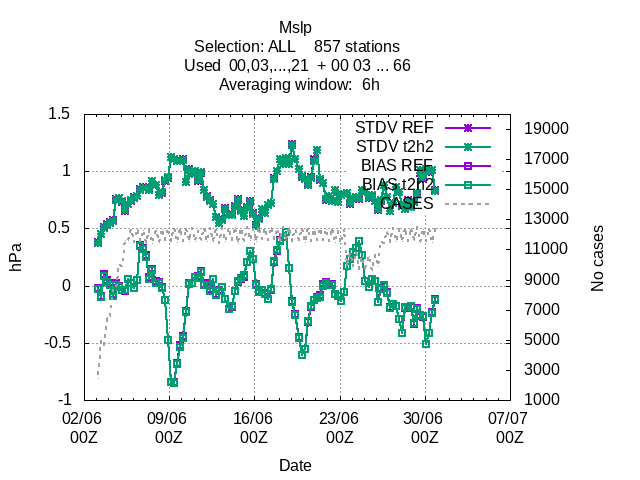 Mslp
Selection: ALL 857 stations
Used 00,03,...,21 + 00 03 ... 66
Averaging window: 6h
1.5
1
0.5
0
-0.5
-1
hPa
19000
17000
15000
13000
11000
9000
7000
5000
3000
1000
No cases
STDV REF
STDV t2h2
BIAS REF
BIAS t2h2
CASES
02/06 09/06 16/06 23/06 30/06 07/07
00Z 00Z 00Z 00Z 00Z 00Z
Date